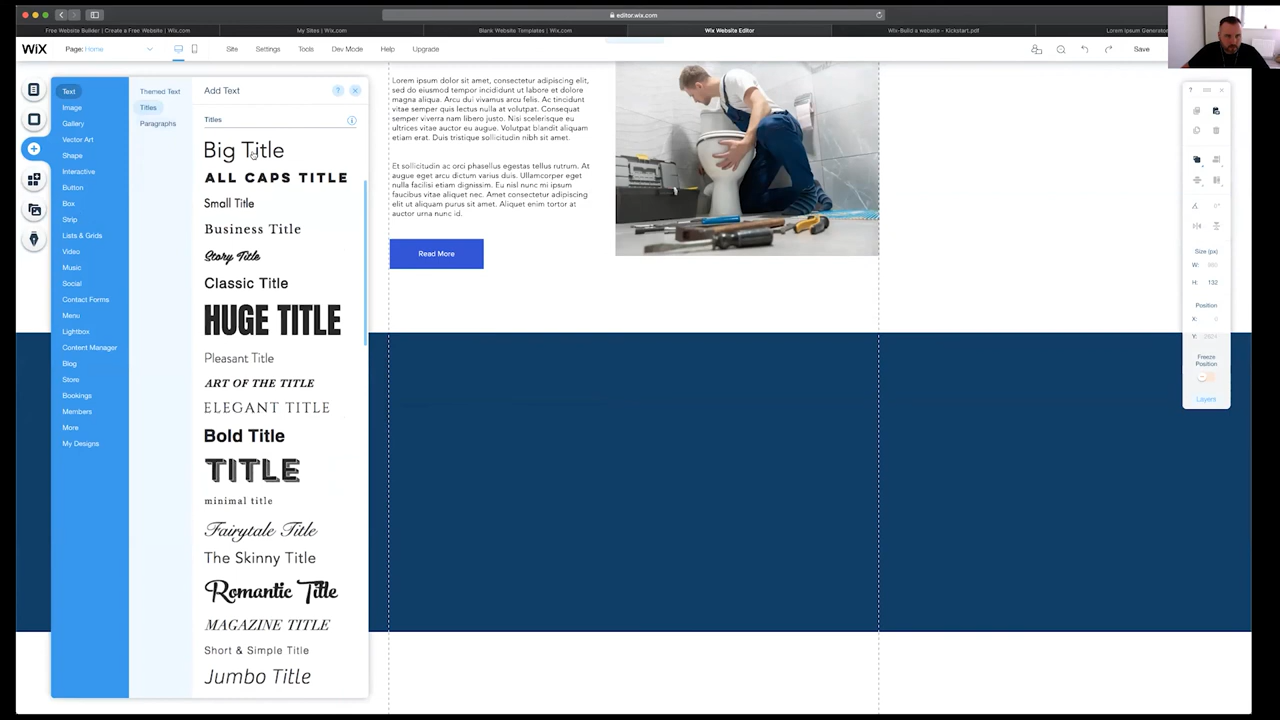 editor.wix.com
Free Website Builder | Create a Free Website | Wix.com
My Sites | Wix.com
Blank Website Templates | Wix.com
Wix Website Editor
Wix-Build a website - Kickstart.pdf
Lorem Ipsum Generator
WiX
Page: Home
Site
Settings
Tools
Dev Mode
Help
Upgrade
Save
Text
Image
Gallery
Vector Art
Shape
Interactive
Button
Box
Strip
Lists & Grids
Video
Music
Social
Contact Forms
Menu
Lightbox
Content Manager
Blog
Store
Bookings
Members
More
My Designs
Themed Text
Titles
Paragraphs
Add Text
?
Titles
Big Title
ALL CAPS TITLE
Small Title
Business Title
Story Title
Classic Title
HUGE TITLE
Pleasant Title
ART OF THE TITLE
ELEGANT TITLE
Bold Title
TITLE
minimal title
Fairytale Title
The Skinny Title
Romantic Title
MAGAZINE TITLE
Short & Simple Title
Jumbo Title
Lorem ipsum dolor sit amet, consectetur adipiscing elit,
sed do eiusmod tempor incididunt ut labore et dolore
magna aliqua. Arcu dui vivamus arcu felis. Ac tincidunt
vitae semper quis lectus nulla at volutpat. Consequat
semper viverra nam libero justo. Nisi scelerisque eu
ultrices vitae auctor eu augue. Volutpat blandit aliquam
etiam erat. Duis tristique sollicitudin nibh sit amet.
Et sollicitudin ac orci phasellus egestas tellus rutrum. At
augue eget arcu dictum varius duis at. Ullamcorper eget
nulla facilisi etiam dignissim. Eu nisl nunc mi ipsum
faucibus vitae aliquet nec. Amet consectetur adipiscing
elit ut aliquam purus sit amet. Aliquet enim tortor at
auctor urna nunc id.
Read More
?
Size (px)
W: 980
H: 132
Position
X: 0
Y:
Freeze
Position
Layers